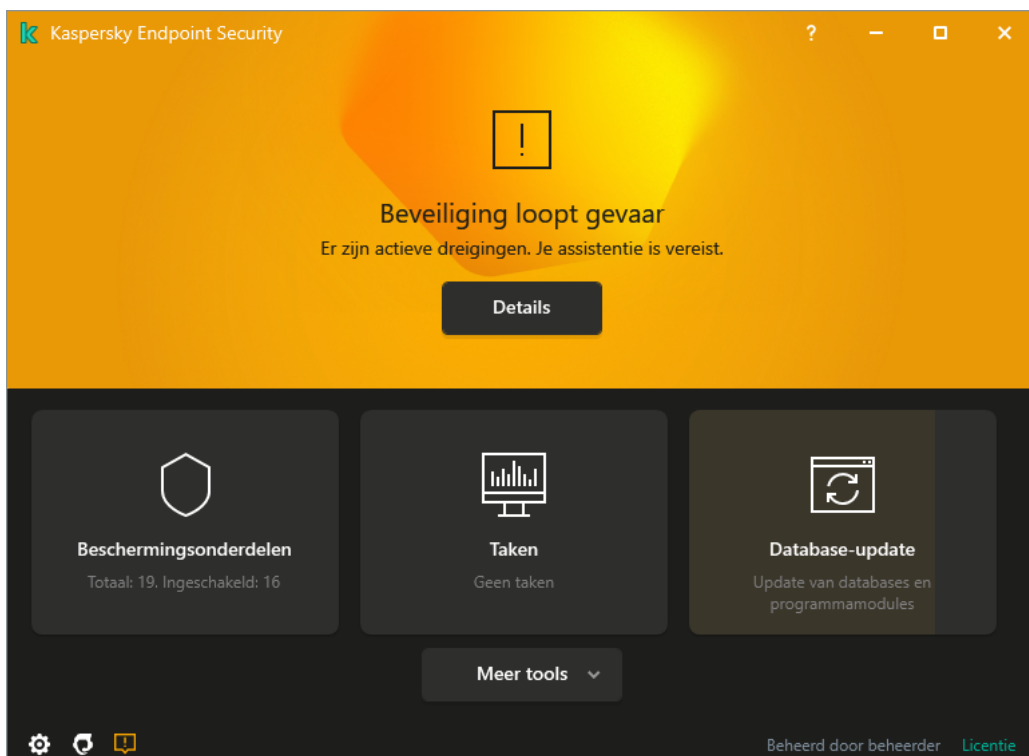 Kaspersky Endpoint Security
?
!
Beveiliging loopt gevaar
Er zijn actieve dreigingen. Je assistentie is vereist.
Details
Beschermingsonderdelen
Totaal: 19. Ingeschakeld: 16
Taken
Geen taken
Database-update
Update van databases en
programmamodules
Meer tools
Beheerd door beheerder Licentie